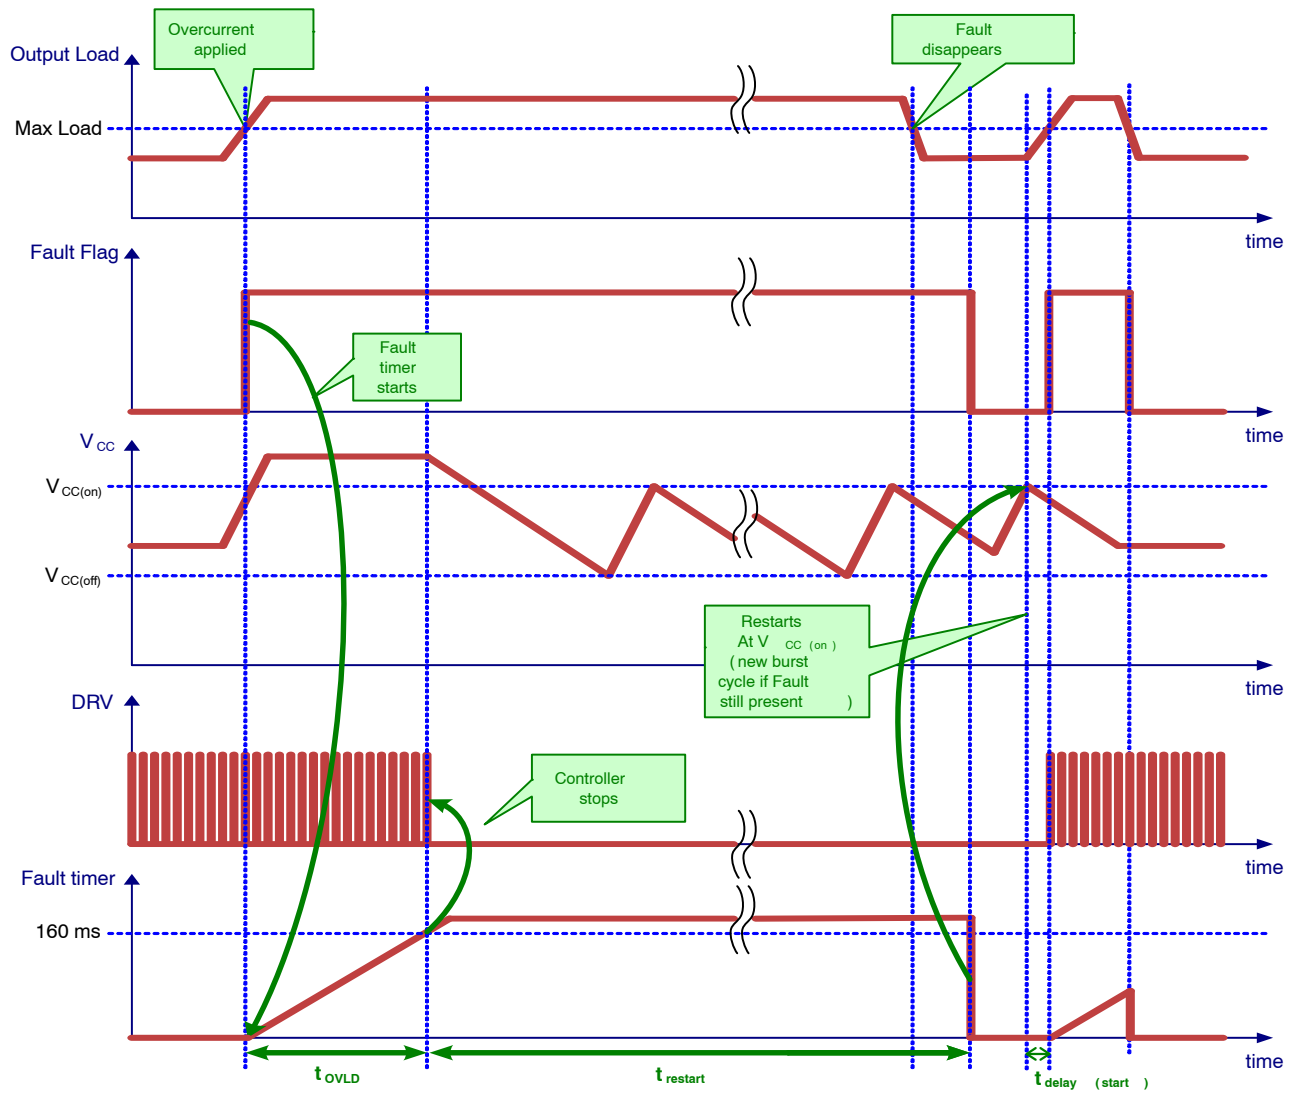 Overcurrent
applied
Fault
disappears
Output Load
Max Load
time
Fault Flag
Fault
timer
starts
time
V CC
V CC(on)
V CC(off)
Restarts
At V CC (on )
( new burst
cycle if Fault
still present )
time
DRV
Controller
stops
time
Fault timer
160 ms
time
t OVLD
t restart
t delay (start )